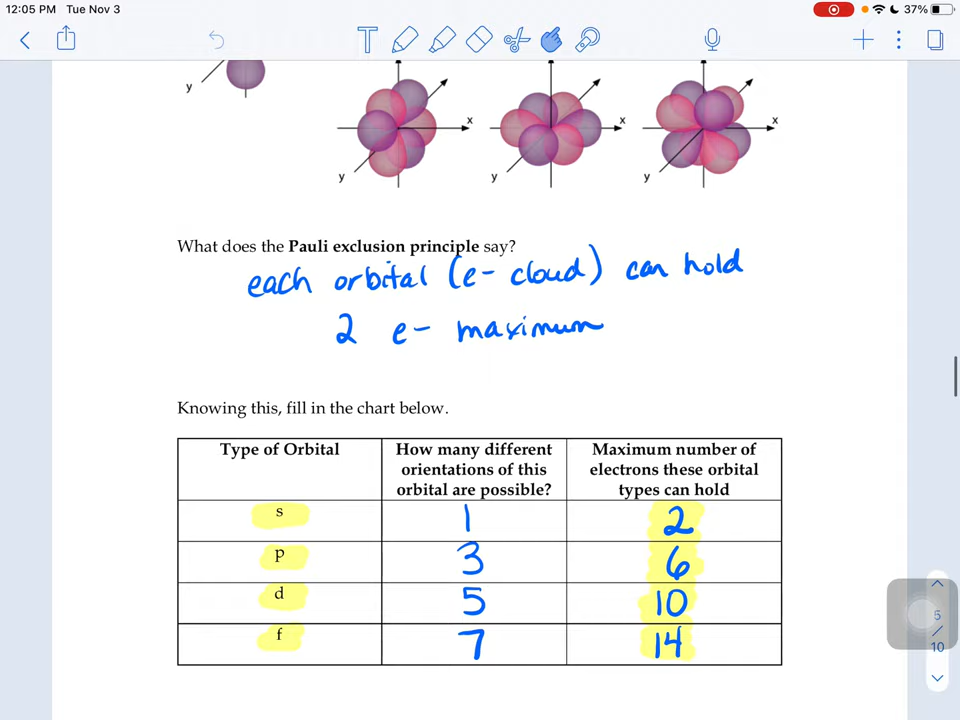 12:05 PM Tue Nov 3
37%
T
y
x
y
x
y
x
y
What does the Pauli exclusion principle say?
each orbital (e- cloud) can hold
2 e- maximum
Knowing this, fill in the chart below.
Type of Orbital
How many different orientations of this orbital are possible?
Maximum number of electrons these orbital types can hold
s 1 2
p 3 6
d 5 10
f 7 14
5
/
10